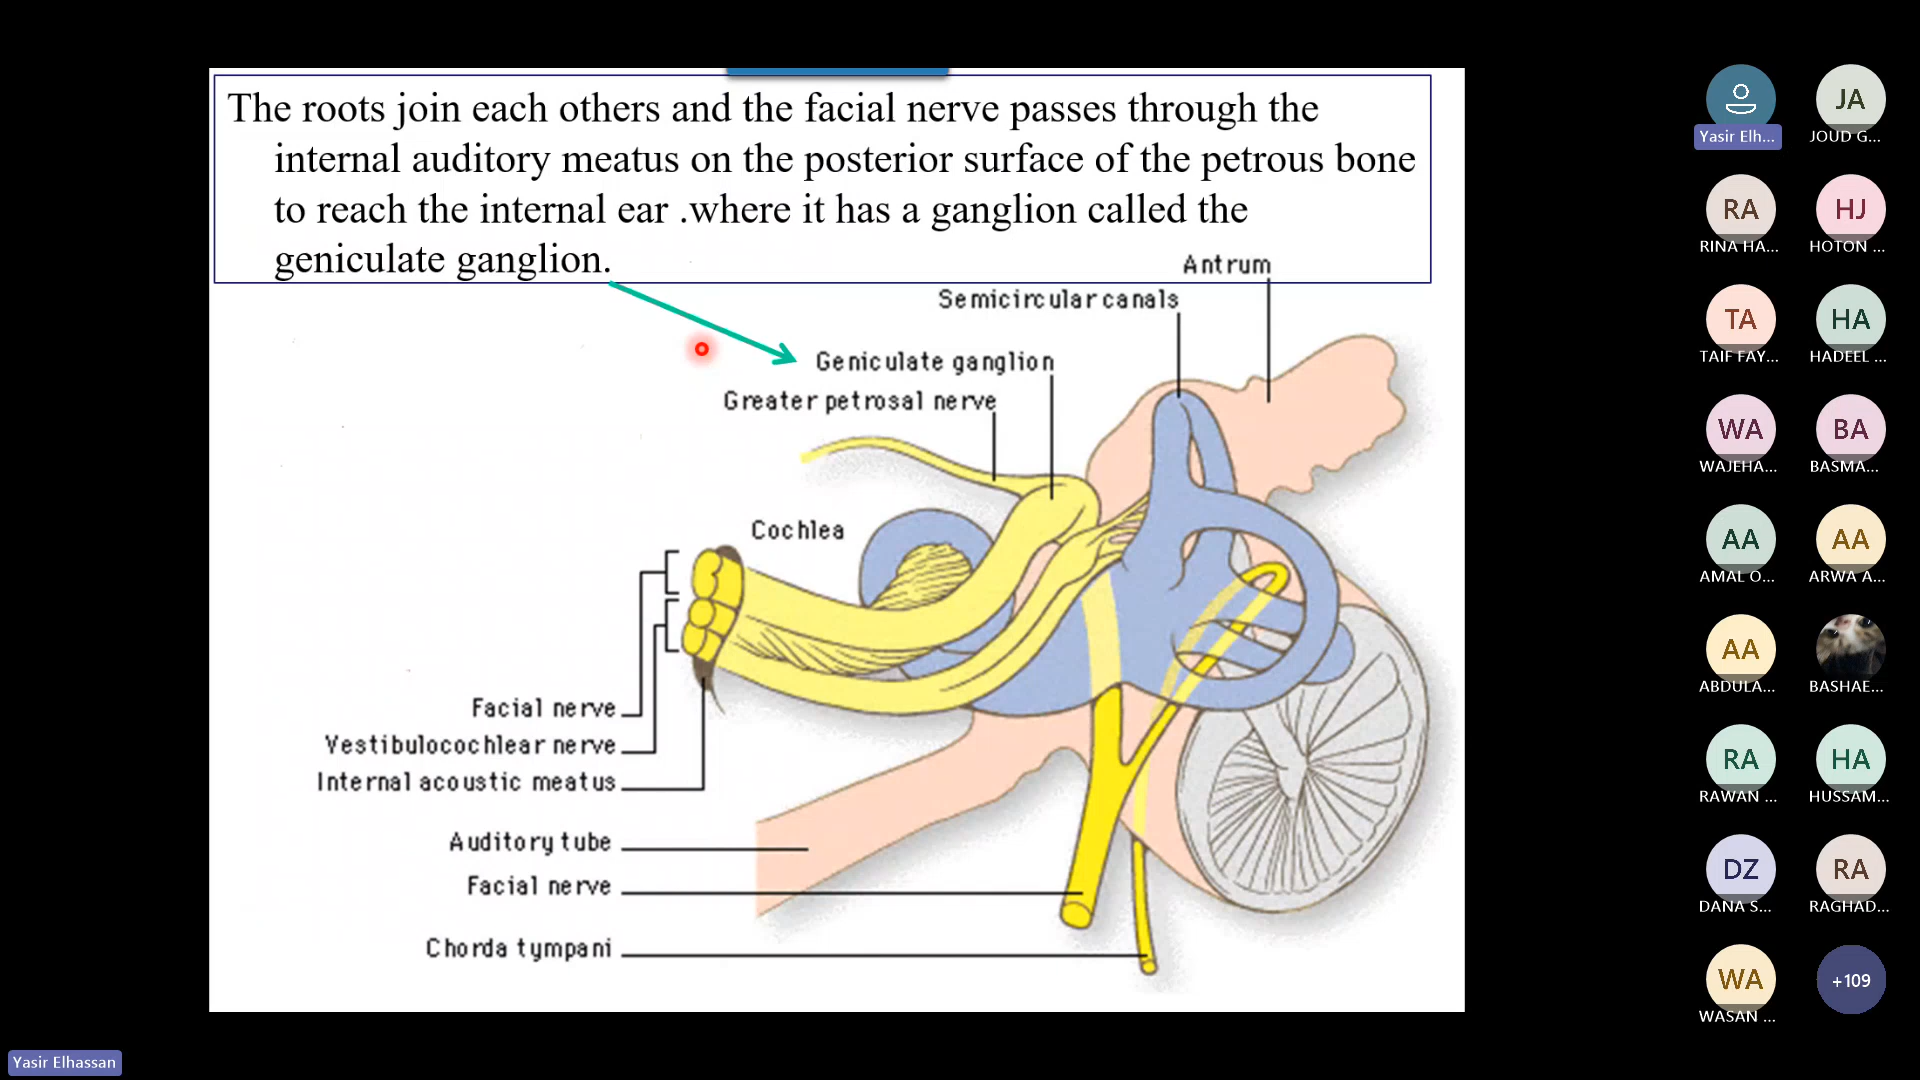 The roots join each others and the facial nerve passes through the
internal auditory meatus on the posterior surface of the petrous bone
to reach the internal ear .where it has a ganglion called the
geniculate ganglion.
Antrum
Semicircular canals
Geniculate ganglion
Greater petrosal nerve
Cochlea
Facial nerve
Vestibulocochlear nerve
Internal acoustic meatus
Auditory tube
Facial nerve
Chorda tympani
Yasir Elh...
JA
JOUD G...
RA
RINA HA...
HJ
HOTON ...
TA
TAIF FAY...
HA
HADEEL ...
WA
WAJEHA...
BA
BASMA...
AA
AMAL O...
AA
ARWA A...
AA
ABDULA...
BASHAE...
RA
RAWAN ...
HA
HUSSAM...
DZ
DANA S...
RA
RAGHAD...
WA
WASAN ...
+109
Yasir Elhassan